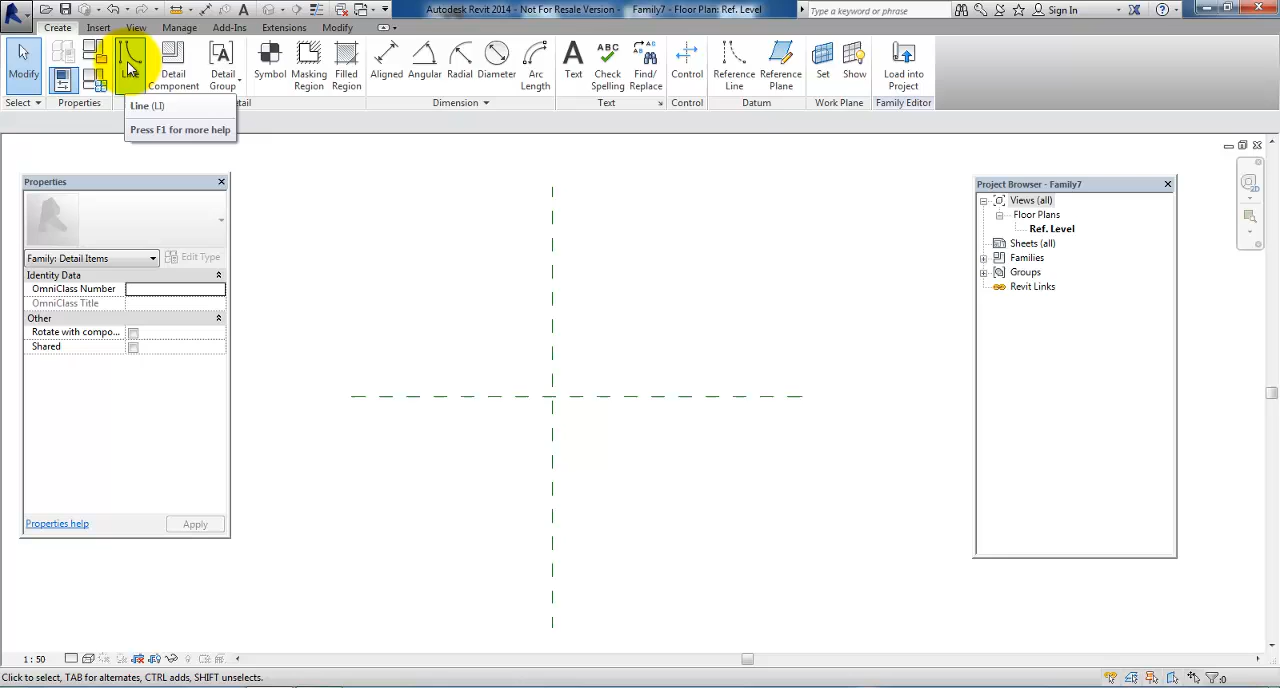 Autodesk Revit 2014 - Not For Resale Version - Family7 - Floor Plan: Ref. Level
Type a keyword or phrase
Sign In
Create Insert View Manage Add-Ins Extensions Modify
Modify
Detail Component
Detail Group
Symbol
Masking Region
Filled Region
Aligned
Angular
Radial
Diameter
Arc Length
Text
Check Spelling
Find/ Replace
Control
Reference Line
Reference Plane
Set
Show
Load into Project
Select Properties Dimension Text Control Datum Work Plane Family Editor
Line (LI)
Press F1 for more help
Properties
Family: Detail Items
Edit Type
Identity Data
OmniClass Number
OmniClass Title
Other
Rotate with compo...
Shared
Properties help
Apply
Project Browser - Family7
Views (all)
Floor Plans
Ref. Level
Sheets (all)
Families
Groups
Revit Links
2D
1 : 50
Click to select, TAB for alternates, CTRL adds, SHIFT unselects.
:0